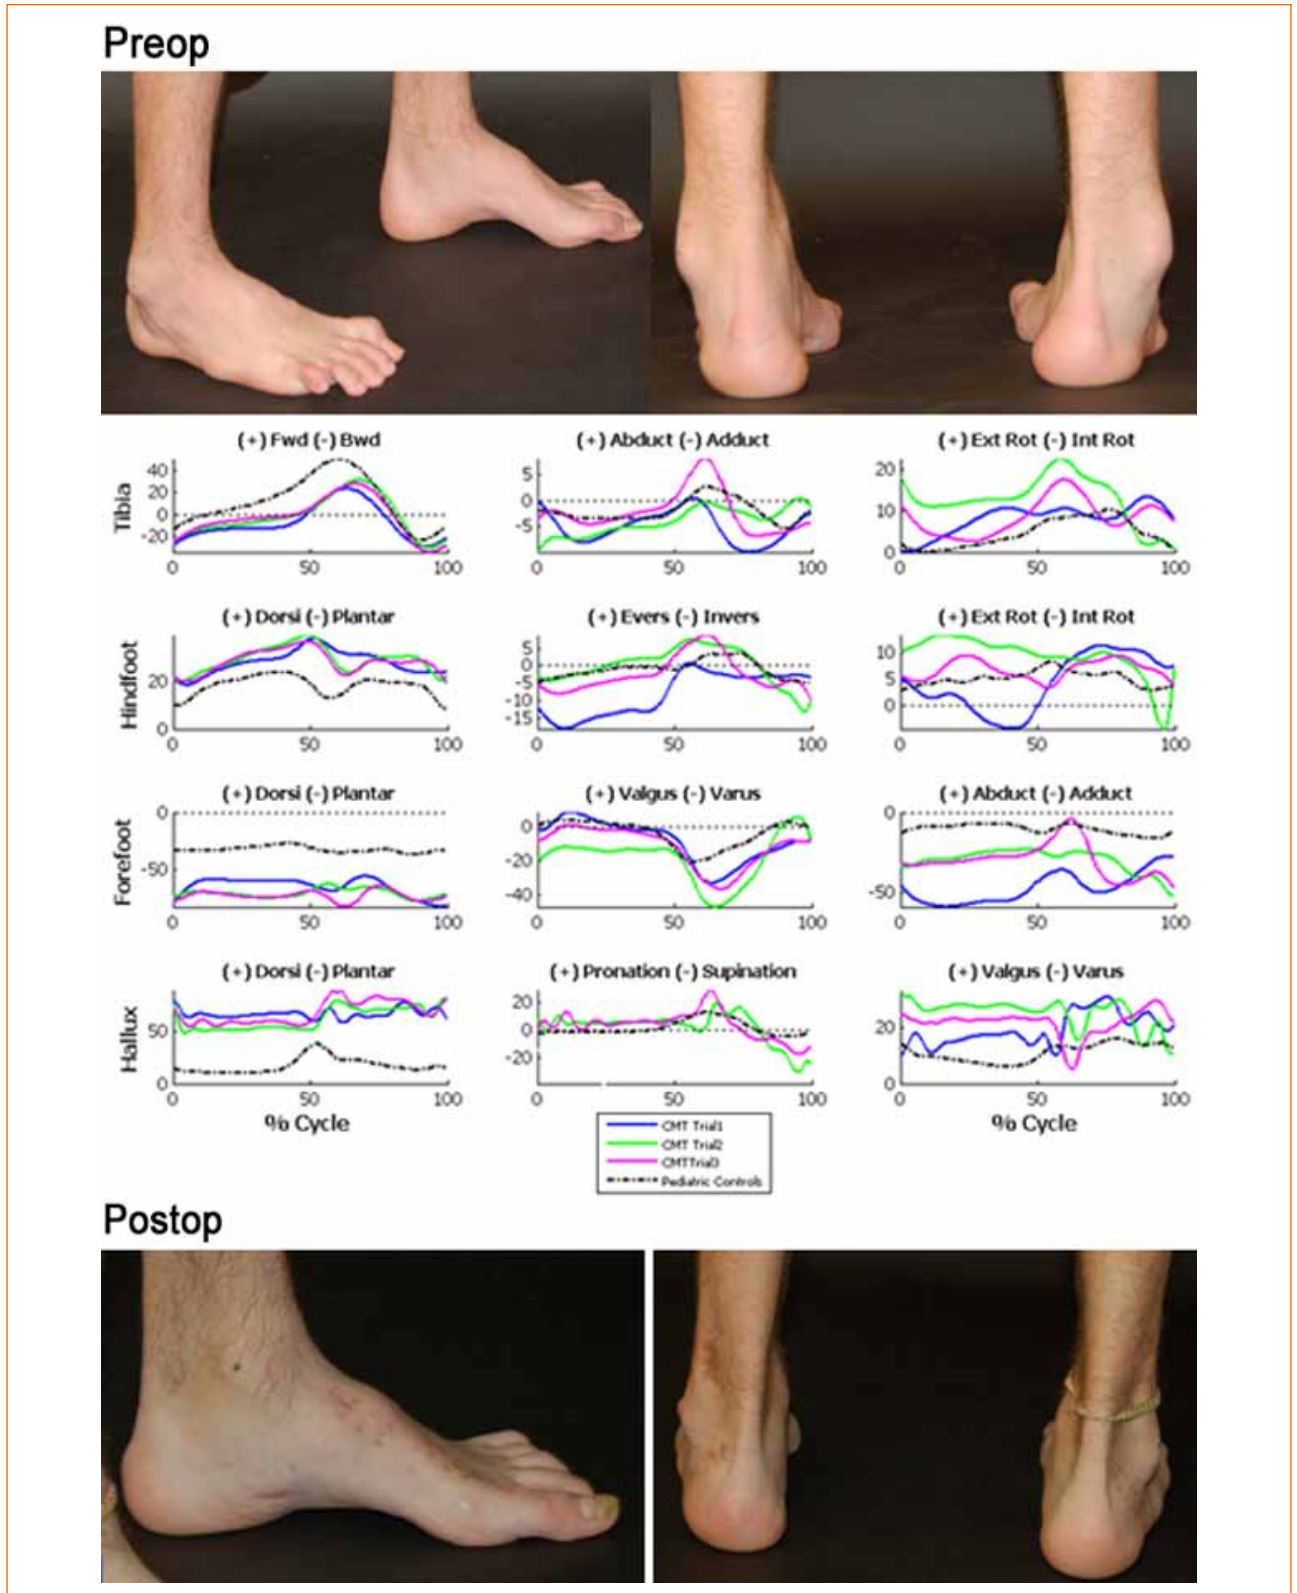 Preop
(+) Fwd (-) Bwd
(+) Abduct (-) Adduct
(+) Ext Rot (-) Int Rot
Tibia
40
20
0
-20
0 50 100
5
0
-5
0 50 100
20
10
0
0 50 100
(+) Dorsi (-) Plantar
(+) Evers (-) Invers
(+) Ext Rot (-) Int Rot
Hindfoot
20
0
0 50 100
5
0
-5
-10
-15
0 50 100
10
5
0
0 50 100
(+) Dorsi (-) Plantar
(+) Valgus (-) Varus
(+) Abduct (-) Adduct
Forefoot
0
-50
0 50 100
0
-20
-40
0 50 100
0
-50
0 50 100
(+) Dorsi (-) Plantar
(+) Pronation (-) Supination
(+) Valgus (-) Varus
Hallux
50
0
0 50 100
20
0
-20
0 50 100
20
0
0 50 100
% Cycle
% Cycle
CMT Trial1
CMT Trial2
CMTTrial3
Pediatric Controls
Postop